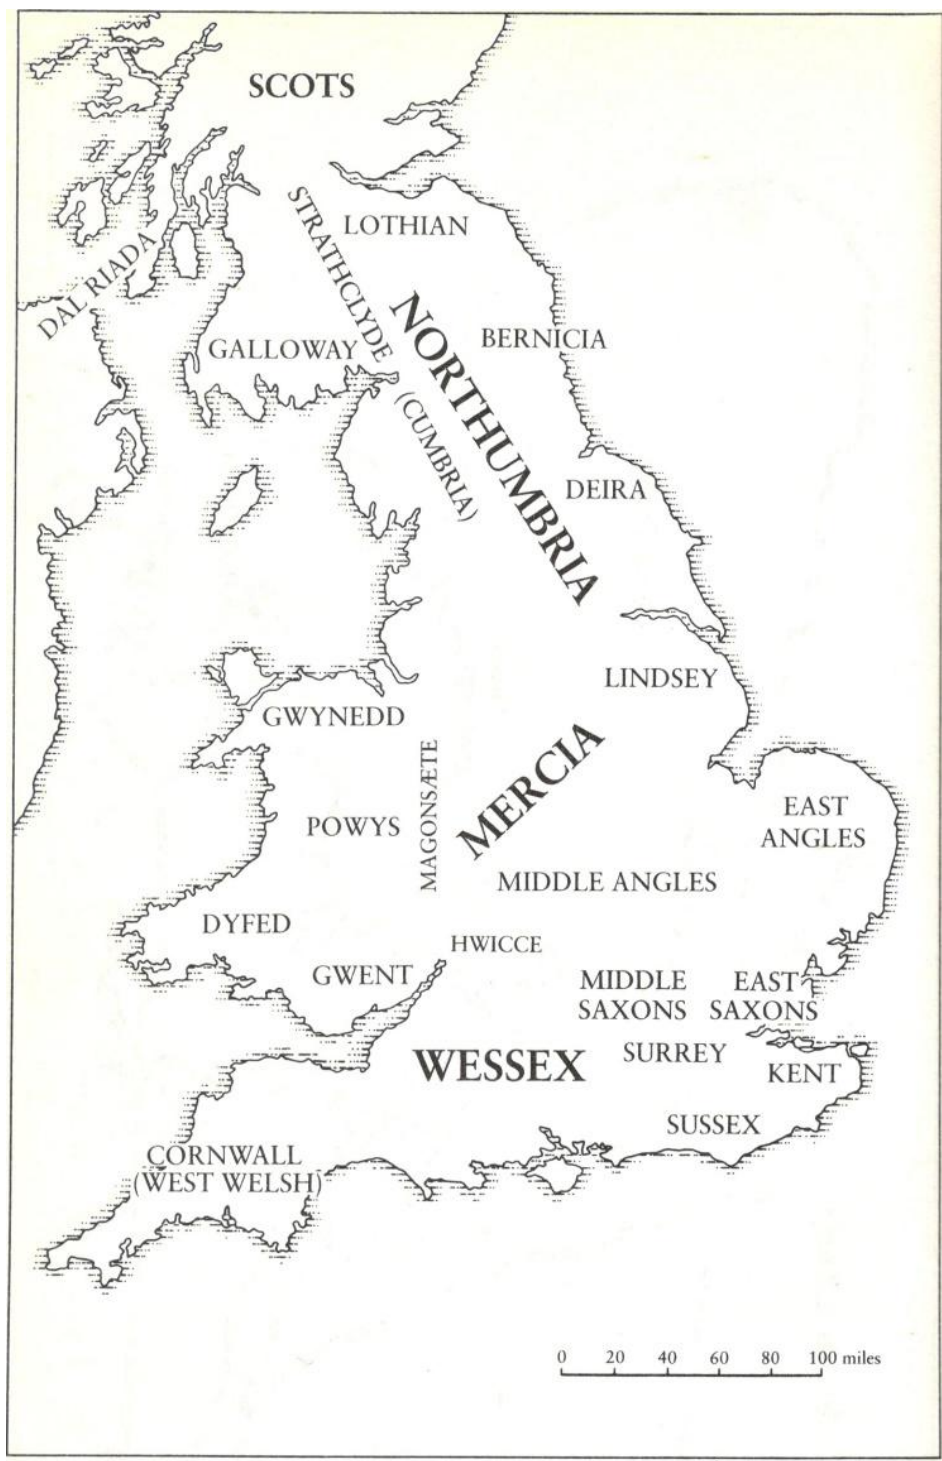 SCOTS
STRATHCLYDE
LOTHIAN
DAL RIADA
NORTHUMBRIA
BERNICIA
GALLOWAY
(CUMBRIA)
DEIRA
LINDSEY
GWYNEDD
MERCIA
MAGONSÆTE
EAST
ANGLES
POWYS
MIDDLE ANGLES
DYFED
HWICCE
GWENT
MIDDLE
SAXONS
EAST
SAXONS
WESSEX
SURREY
KENT
SUSSEX
CORNWALL
(WEST WELSH)
0 20 40 60 80 100 miles